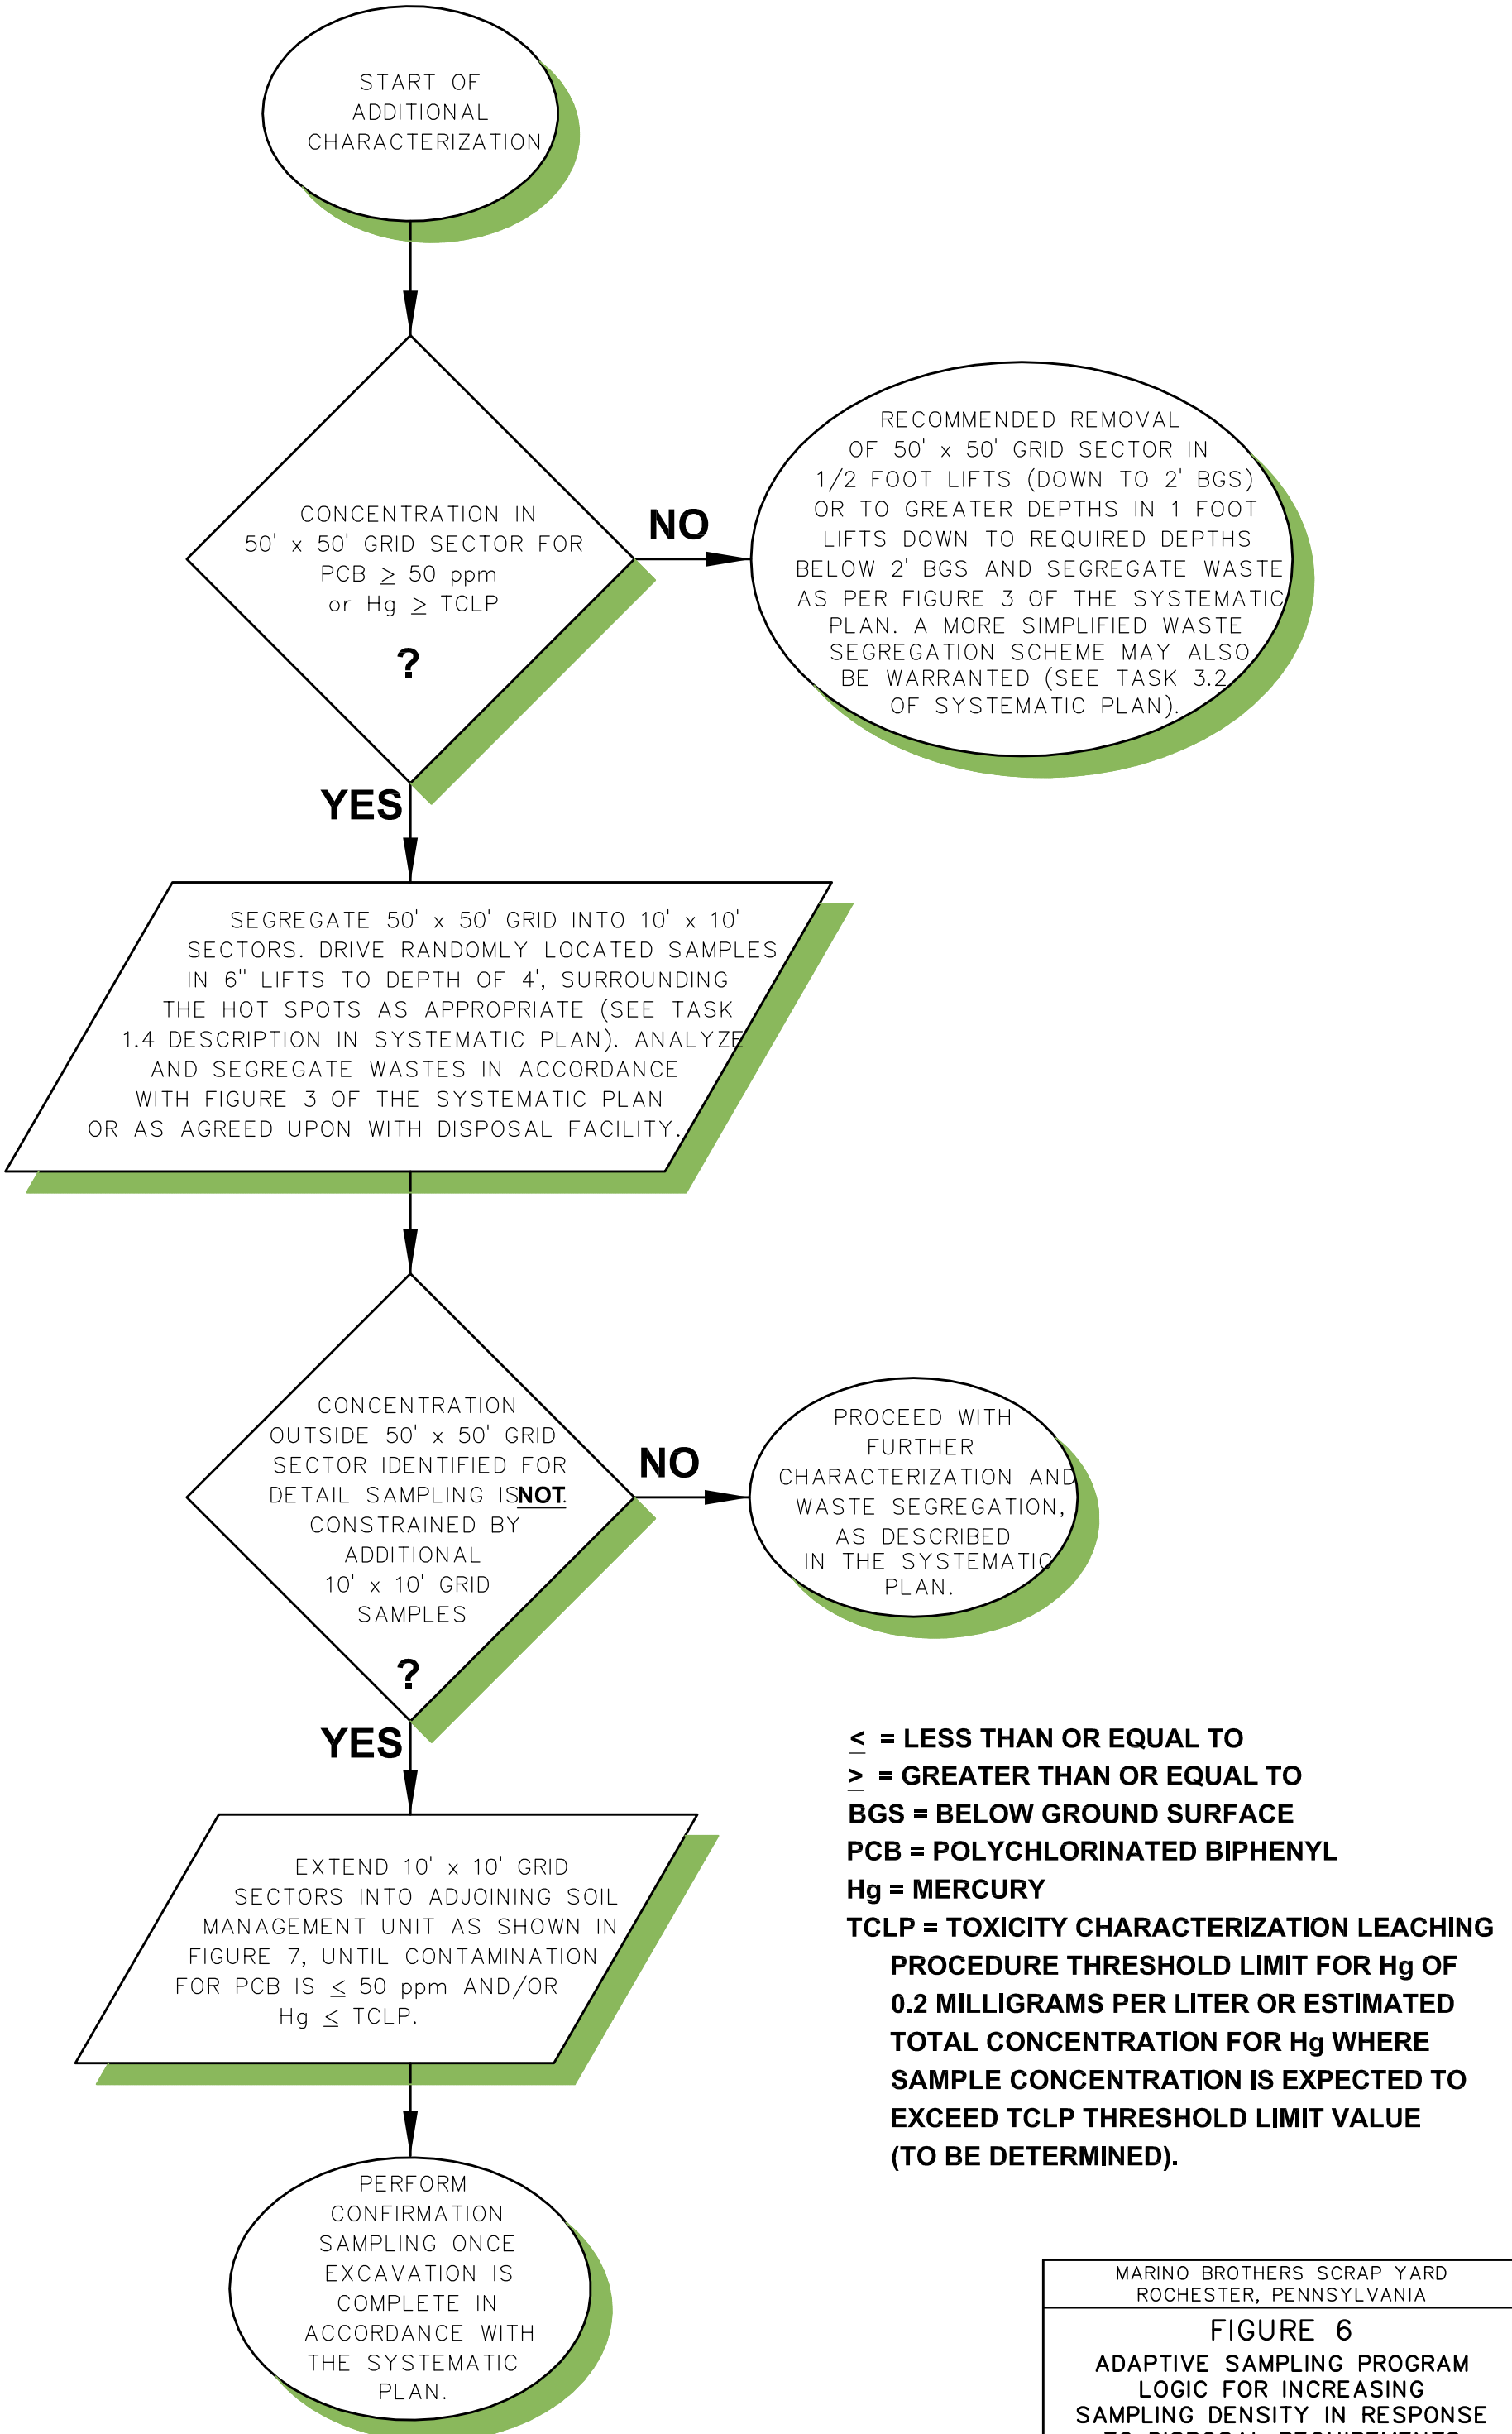 START OF
ADDITIONAL
CHARACTERIZATION
CONCENTRATION IN
50' x 50' GRID SECTOR FOR
PCB ≥ 50 ppm
or Hg ≥ TCLP
?
NO
RECOMMENDED REMOVAL
OF 50' x 50' GRID SECTOR IN
1/2 FOOT LIFTS (DOWN TO 2' BGS)
OR TO GREATER DEPTHS IN 1 FOOT
LIFTS DOWN TO REQUIRED DEPTHS
BELOW 2' BGS AND SEGREGATE WASTE
AS PER FIGURE 3 OF THE SYSTEMATIC
PLAN. A MORE SIMPLIFIED WASTE
SEGREGATION SCHEME MAY ALSO
BE WARRANTED (SEE TASK 3.2
OF SYSTEMATIC PLAN).
YES
SEGREGATE 50' x 50' GRID INTO 10' x 10'
SECTORS. DRIVE RANDOMLY LOCATED SAMPLES
IN 6" LIFTS TO DEPTH OF 4', SURROUNDING
THE HOT SPOTS AS APPROPRIATE (SEE TASK
1.4 DESCRIPTION IN SYSTEMATIC PLAN). ANALYZE
AND SEGREGATE WASTES IN ACCORDANCE
WITH FIGURE 3 OF THE SYSTEMATIC PLAN
OR AS AGREED UPON WITH DISPOSAL FACILITY.
CONCENTRATION
OUTSIDE 50' x 50' GRID
SECTOR IDENTIFIED FOR
DETAIL SAMPLING IS NOT
CONSTRAINED BY
ADDITIONAL
10' x 10' GRID
SAMPLES
?
NO
PROCEED WITH
FURTHER
CHARACTERIZATION AND
WASTE SEGREGATION,
AS DESCRIBED
IN THE SYSTEMATIC
PLAN.
YES
EXTEND 10' x 10' GRID
SECTORS INTO ADJOINING SOIL
MANAGEMENT UNIT AS SHOWN IN
FIGURE 7, UNTIL CONTAMINATION
FOR PCB IS ≤ 50 ppm AND/OR
Hg ≤ TCLP.
PERFORM
CONFIRMATION
SAMPLING ONCE
EXCAVATION IS
COMPLETE IN
ACCORDANCE WITH
THE SYSTEMATIC
PLAN.
≤ = LESS THAN OR EQUAL TO
≥ = GREATER THAN OR EQUAL TO
BGS = BELOW GROUND SURFACE
PCB = POLYCHLORINATED BIPHENYL
Hg = MERCURY
TCLP = TOXICITY CHARACTERIZATION LEACHING
PROCEDURE THRESHOLD LIMIT FOR Hg OF
0.2 MILLIGRAMS PER LITER OR ESTIMATED
TOTAL CONCENTRATION FOR Hg WHERE
SAMPLE CONCENTRATION IS EXPECTED TO
EXCEED TCLP THRESHOLD LIMIT VALUE
(TO BE DETERMINED).
MARINO BROTHERS SCRAP YARD
ROCHESTER, PENNSYLVANIA
FIGURE 6
ADAPTIVE SAMPLING PROGRAM
LOGIC FOR INCREASING
SAMPLING DENSITY IN RESPONSE
TO DISPOSAL REQUIREMENTS